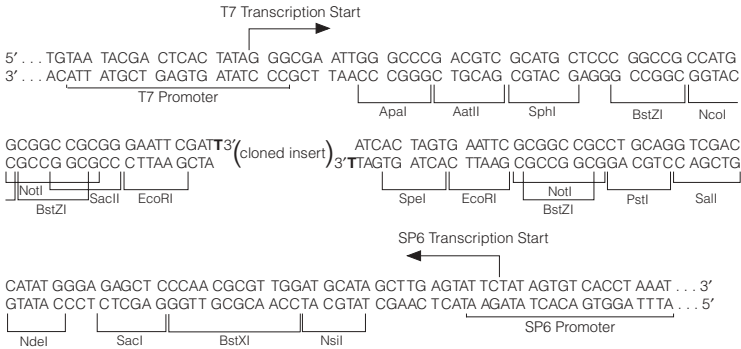 T7 Transcription Start
5′ . . . TGTAA TACGA CTCAC TATAG GGCGA ATTGG GCCCG ACGTC GCATG CTCCC GGCCG CCATG
3′ . . . ACATT ATGCT GAGTG ATATC CCGCT TAACC CGGGC TGCAG CGTAC GAGGG CCGGC GGTAC
T7 Promoter
ApaI AatII SphI BstZI NcoI
GCGGC CGCGG GAATT CGATT3′ (cloned insert) ATCAC TAGTG AATTC GCGGC CGCCT GCAGG TCGAC
CGCCG GCGCC CTTAA GCTA 3′TTAGTG ATCAC TTAAG CGCCG GCGGA CGTCC AGCTG
NotI SacII EcoRI SpeI EcoRI NotI PstI SalI
BstZI BstZI
SP6 Transcription Start
CATAT GGGA GAGCT CCCAA CGCGT TGGAT GCATA GCTTG AGTAT TCTAT AGTGT CACCT AAAT . . . 3′
GTATA CCCT CTCGAG GGTT GCGCA ACCTA CGTAT CGAAC TCATA AGATA TCACA GTGGA TTTA . . . 5′
NdeI SacI BstXI NsiI SP6 Promoter